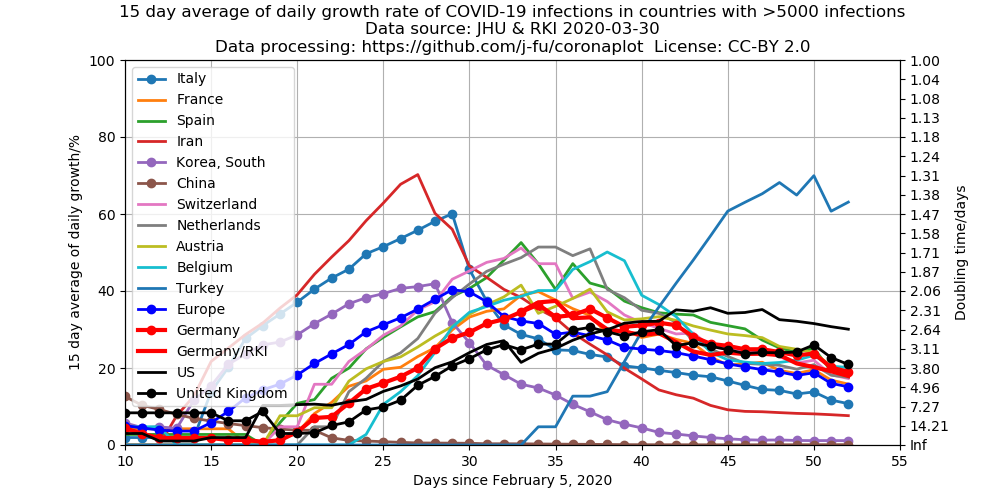 15 day average of daily growth rate of COVID-19 infections in countries with >5000 infections
Data source: JHU & RKI 2020-03-30
Data processing: https://github.com/j-fu/coronaplot License: CC-BY 2.0
15 day average of daily growth/%
100
80
60
40
20
0
Italy
France
Spain
Iran
Korea, South
China
Switzerland
Netherlands
Austria
Belgium
Turkey
Europe
Germany
Germany/RKI
US
United Kingdom
1.00
1.04
1.08
1.13
1.18
1.24
1.31
1.38
1.47
1.58
1.71
1.87
2.06
2.31
2.64
3.11
3.80
4.96
7.27
14.21
Inf
Doubling time/days
10
15
20
25
30
35
40
45
50
55
Days since February 5, 2020